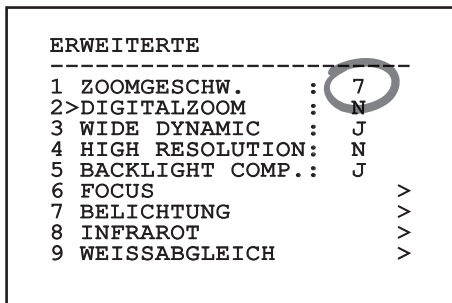 ERWEITERTE
------------------------
1 ZOOMGESCHW.    :  7
2>DIGITALZOOM    :  N
3 WIDE DYNAMIC   :  J
4 HIGH RESOLUTION:  N
5 BACKLIGHT COMP.:  J
6 FOCUS                >
7 BELICHTUNG           >
8 INFRAROT             >
9 WEISSABGLEICH        >